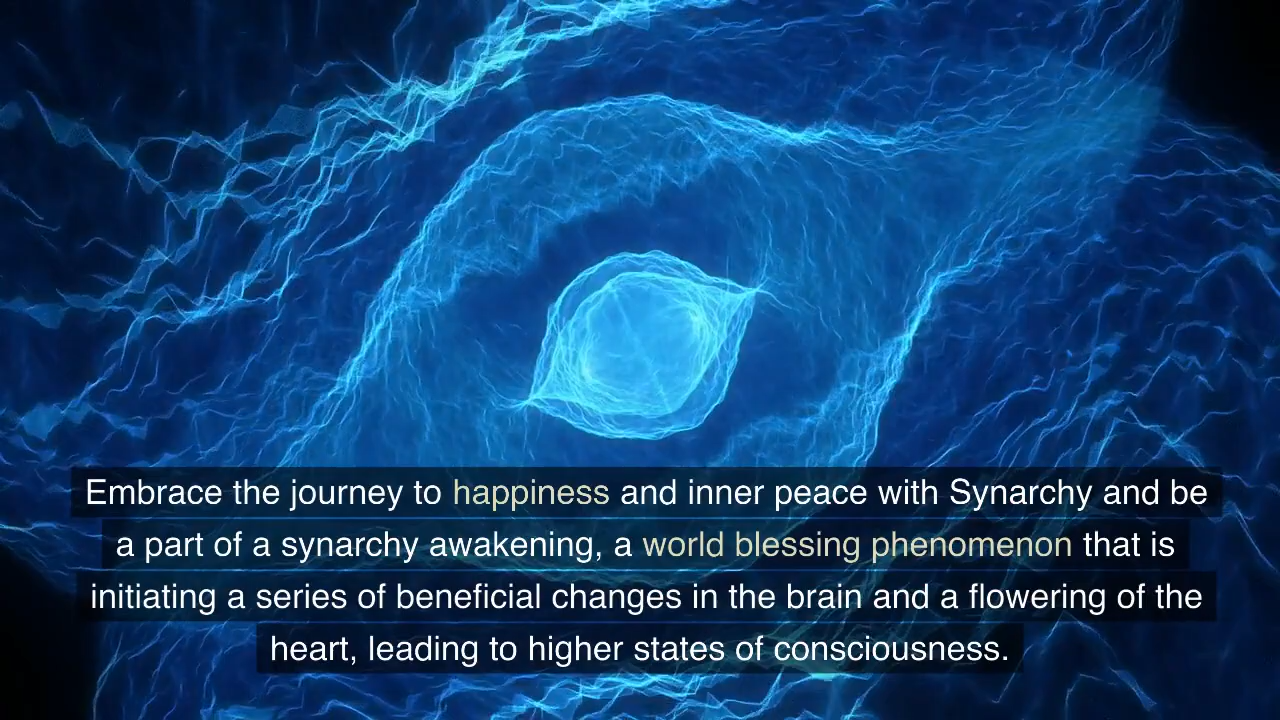 Embrace the journey to happiness and inner peace with Synarchy and be
a part of a synarchy awakening, a world blessing phenomenon that is
initiating a series of beneficial changes in the brain and a flowering of the
heart, leading to higher states of consciousness.